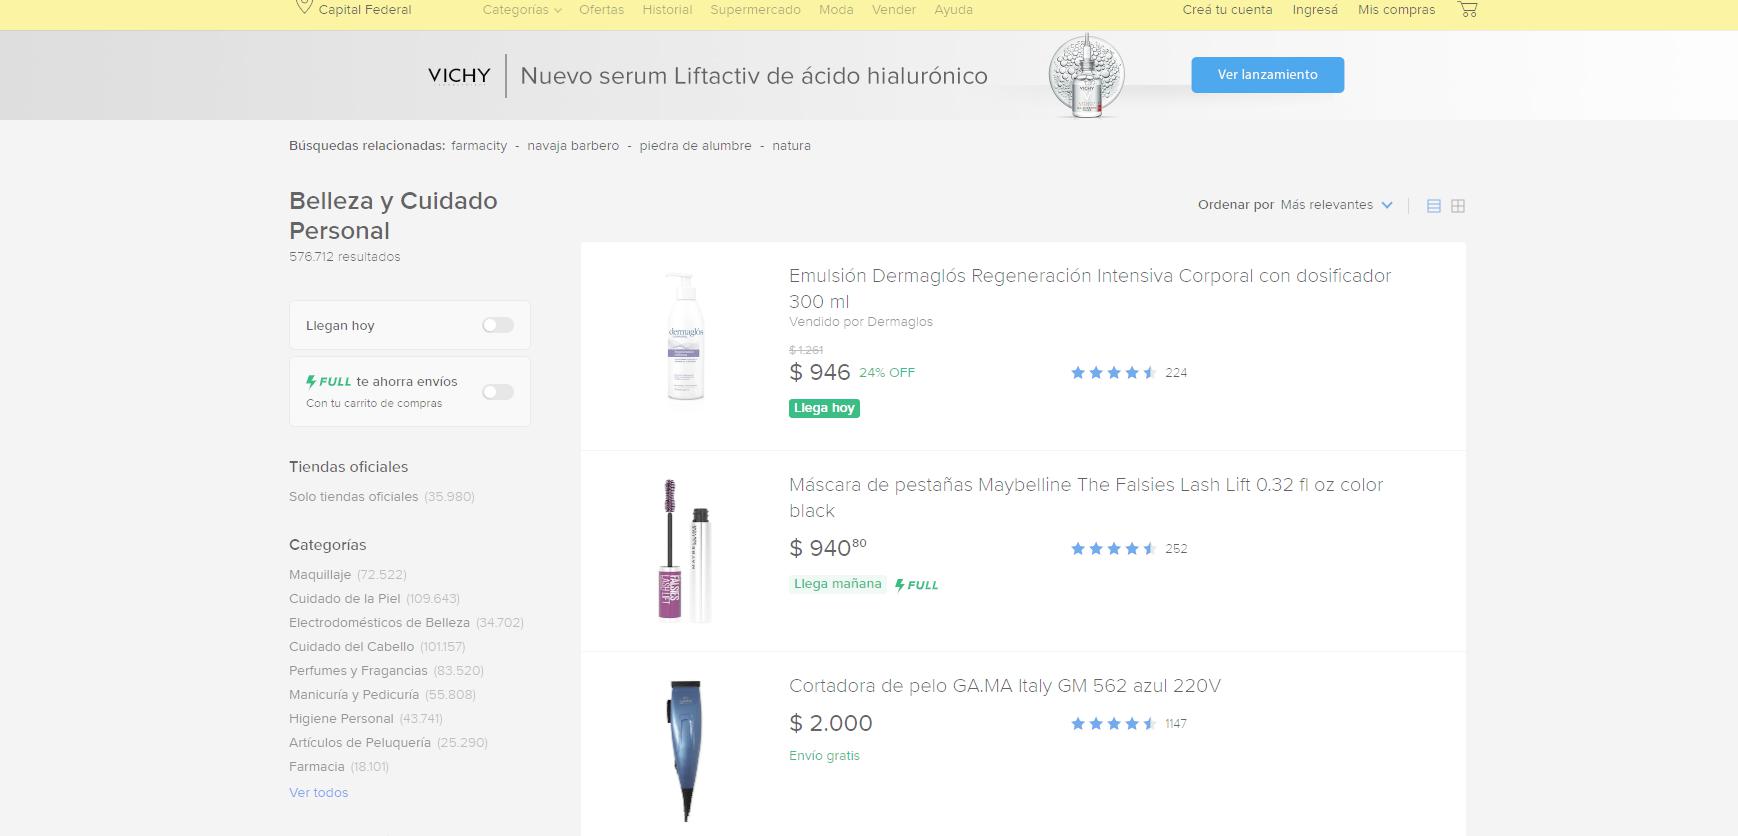 Capital Federal
Categorías Ofertas Historial Supermercado Moda Vender Ayuda
Creá tu cuenta Ingresá Mis compras
VICHY
Nuevo serum Liftactiv de ácido hialurónico
VICHY
Ver lanzamiento
Búsquedas relacionadas: farmacity - navaja barbero - piedra de alumbre - natura
Belleza y Cuidado
Personal
576.712 resultados
Ordenar por Más relevantes
Llegan hoy
FULL te ahorra envíos
Con tu carrito de compras
Tiendas oficiales
Solo tiendas oficiales (35.980)
Categorías
Maquillaje (72.522)
Cuidado de la Piel (109.643)
Electrodomésticos de Belleza (34.702)
Cuidado del Cabello (101.157)
Perfumes y Fragancias (83.520)
Manicuría y Pedicuría (55.808)
Higiene Personal (43.741)
Artículos de Peluquería (25.290)
Farmacia (18.101)
Ver todos
dermaglós
Emulsión Dermaglós Regeneración Intensiva Corporal con dosificador
300 ml
Vendido por Dermaglos
$ 1.261
$ 946 24% OFF
224
Llega hoy
MAYBELLINE
FALSIES
LASH LIFT
Máscara de pestañas Maybelline The Falsies Lash Lift 0.32 fl oz color
black
$ 940 80
252
Llega mañana FULL
Cortadora de pelo GA.MA Italy GM 562 azul 220V
$ 2.000
1147
Envío gratis